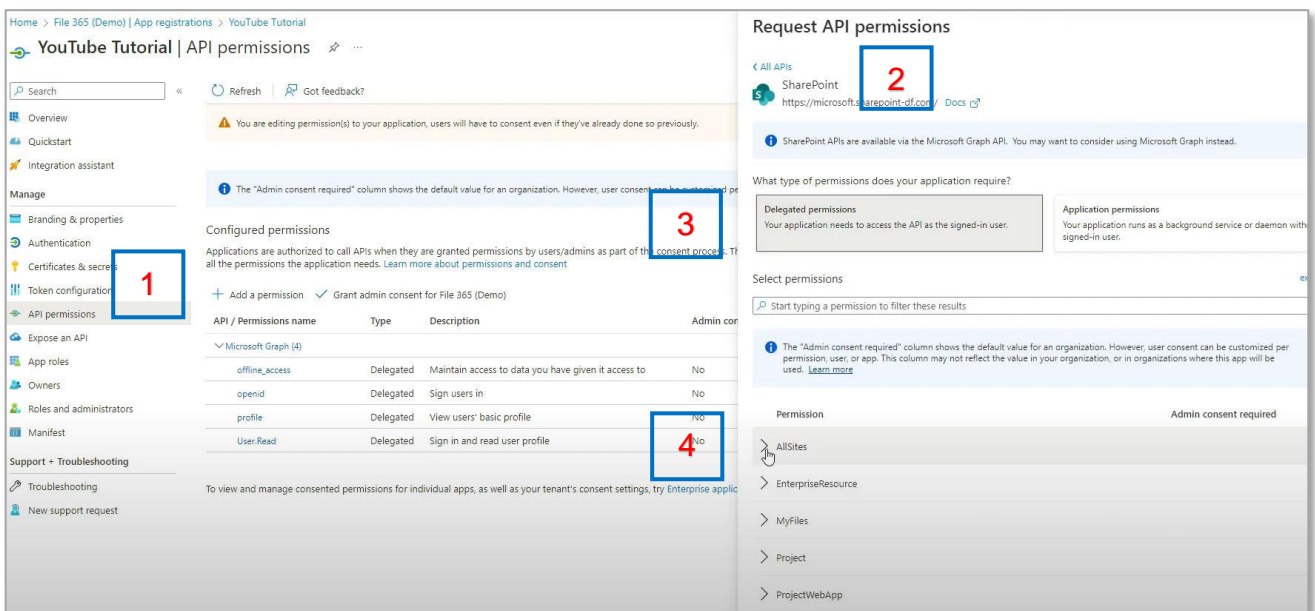 Home > File 365 (Demo) | App registrations > YouTube Tutorial
YouTube Tutorial | API permissions
Search
Overview
Quickstart
Integration assistant
Manage
Branding & properties
Authentication
Certificates & secrets
Token configuration
API permissions
Expose an API
App roles
Owners
Roles and administrators
Manifest
Support + Troubleshooting
Troubleshooting
New support request
1
Refresh
Got feedback?
You are editing permission(s) to your application, users will have to consent even if they've already done so previously.
The "Admin consent required" column shows the default value for an organization. However, user consent can be customized pe
3
Configured permissions
Applications are authorized to call APIs when they are granted permissions by users/admins as part of the consent process. Th
all the permissions the application needs. Learn more about permissions and consent
+ Add a permission
Grant admin consent for File 365 (Demo)
API / Permissions name Type Description Admin con
Microsoft Graph (4)
offline_access Delegated Maintain access to data you have given it access to No
openid Delegated Sign users in No
profile Delegated View users' basic profile No
User.Read Delegated Sign in and read user profile No
4
To view and manage consented permissions for individual apps, as well as your tenant's consent settings, try Enterprise applic
Request API permissions
All APIs
2
SharePoint
https://microsoft.sharepoint-df.com/ Docs
SharePoint APIs are available via the Microsoft Graph API. You may want to consider using Microsoft Graph instead.
What type of permissions does your application require?
Delegated permissions
Your application needs to access the API as the signed-in user.
Application permissions
Your application runs as a background service or daemon with
signed-in user.
Select permissions
ex
Start typing a permission to filter these results
The "Admin consent required" column shows the default value for an organization. However, user consent can be customized per
permission, user, or app. This column may not reflect the value in your organization, or in organizations where this app will be
used. Learn more
Permission Admin consent required
AllSites
EnterpriseResource
MyFiles
Project
ProjectWebApp